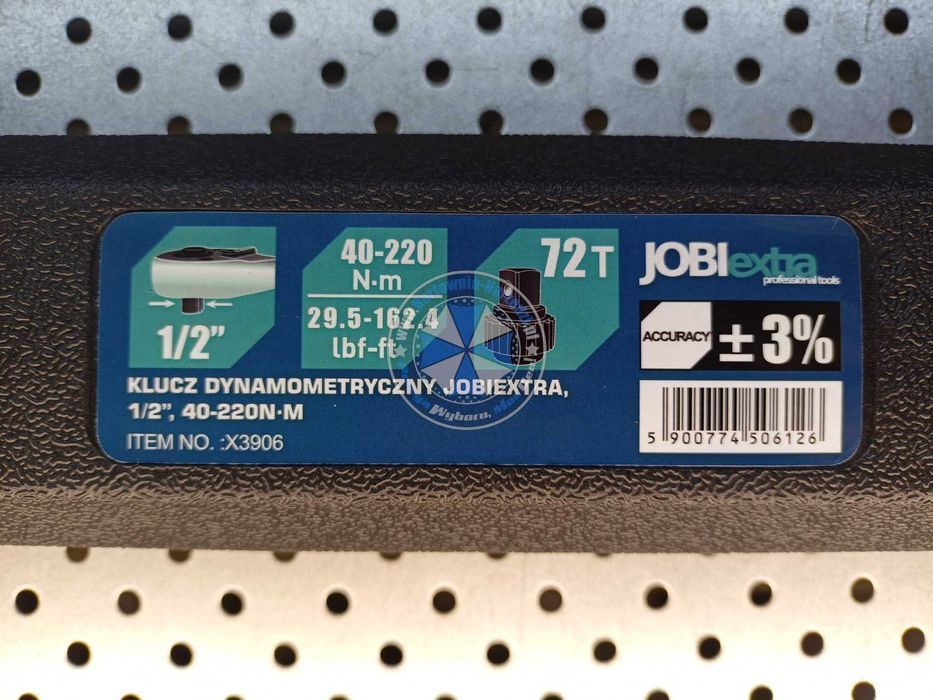 1/2”
40-220
N·m
29.5-162.4
lbf-ft
72T
JOBIextra
professional tools
ACCURACY ± 3%
KLUCZ DYNAMOMETRYCZNY JOBIEXTRA,
1/2”, 40-220N·M
ITEM NO. :X3906
5 900774 506126